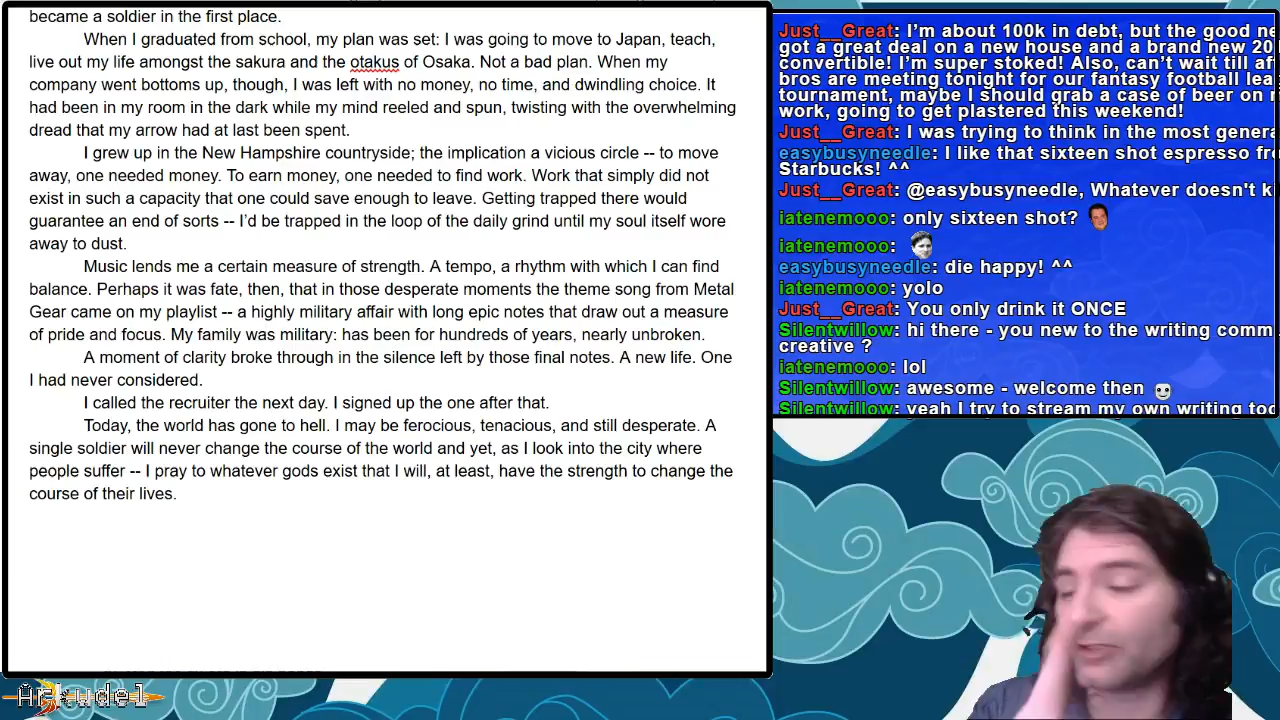 became a soldier in the first place.
When I graduated from school, my plan was set: I was going to move to Japan, teach,
live out my life amongst the sakura and the otakus of Osaka. Not a bad plan. When my
company went bottoms up, though, I was left with no money, no time, and dwindling choice. It
had been in my room in the dark while my mind reeled and spun, twisting with the overwhelming
dread that my arrow had at last been spent.
I grew up in the New Hampshire countryside; the implication a vicious circle -- to move
away, one needed money. To earn money, one needed to find work. Work that simply did not
exist in such a capacity that one could save enough to leave. Getting trapped there would
guarantee an end of sorts -- I'd be trapped in the bop of the daily grind until my soul itself wore
away to dust.
Music lends me a certain measure of strength. A tempo, a rhythm with which I can find
balance. Perhaps it was fate, then, that in those desperate moments the theme song from Metal
Gear came on my playlist -- a highly military affair with long epic notes that draw out a measure
of pride and focus. My family was military: has been for hundreds of years, nearly unbroken.
A moment of clarity broke through in the silence left by those final notes. A new life. One
I had never considered.
I called the recruiter the next day. I signed up the one after that.
Today, the world has gone to hell. I may be ferocious, tenacious, and still desperate. A
single soldier will never change the course of the world and yet, as I look into the city where
people suffer -- I pray to whatever gods exist that I will, at least, have the strength to change the
course of their lives.
Just__Great: I'm about 100k in debt, but the good ne
got a great deal on a new house and a brand new 20
convertible! I'm super stoked! Also, can't wait till af
bros are meeting tonight for our fantasy football lea
tournament, maybe I should grab a case of beer on
work, going to get plastered this weekend!
Just__Great: I was trying to think in the most genera
easybusyneedle: I like that sixteen shot espresso fr
Starbucks! ^^
Just__Great: @easybusyneedle, Whatever doesn't k
iatenemooo: only sixteen shot?
iatenemooo:
easybusyneedle: die happy! ^^
iatenemooo: yolo
Just__Great: You only drink it ONCE
Silentwillow: hi there - you new to the writing comm
creative ?
iatenemooo: lol
Silentwillow: awesome - welcome then
Silentwillow: yeah I try to stream my own writing too
Arkudel